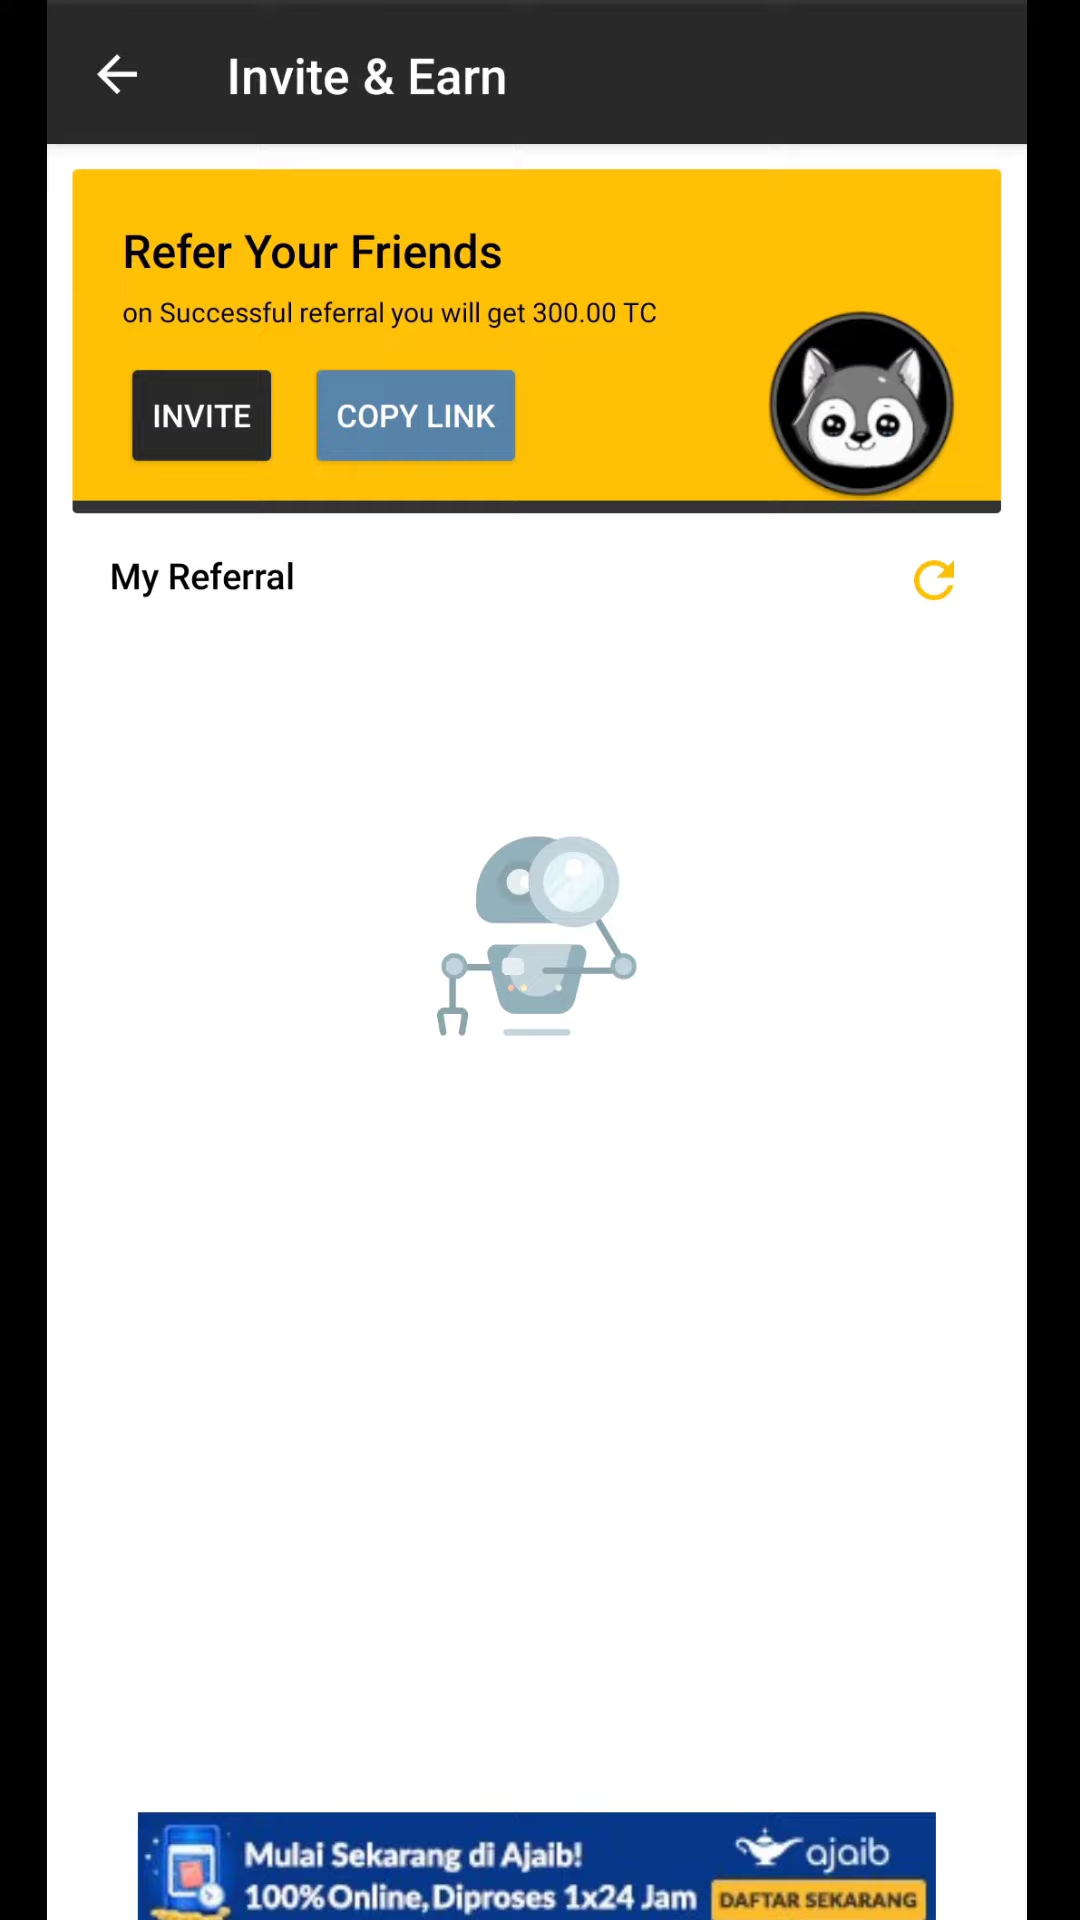 Invite & Earn
Refer Your Friends
on Successful referral you will get 300.00 TC
INVITE
COPY LINK
My Referral
Mulai Sekarang di Ajaib!
100% Online, Diproses 1x24 Jam
ajaib
DAFTAR SEKARANG